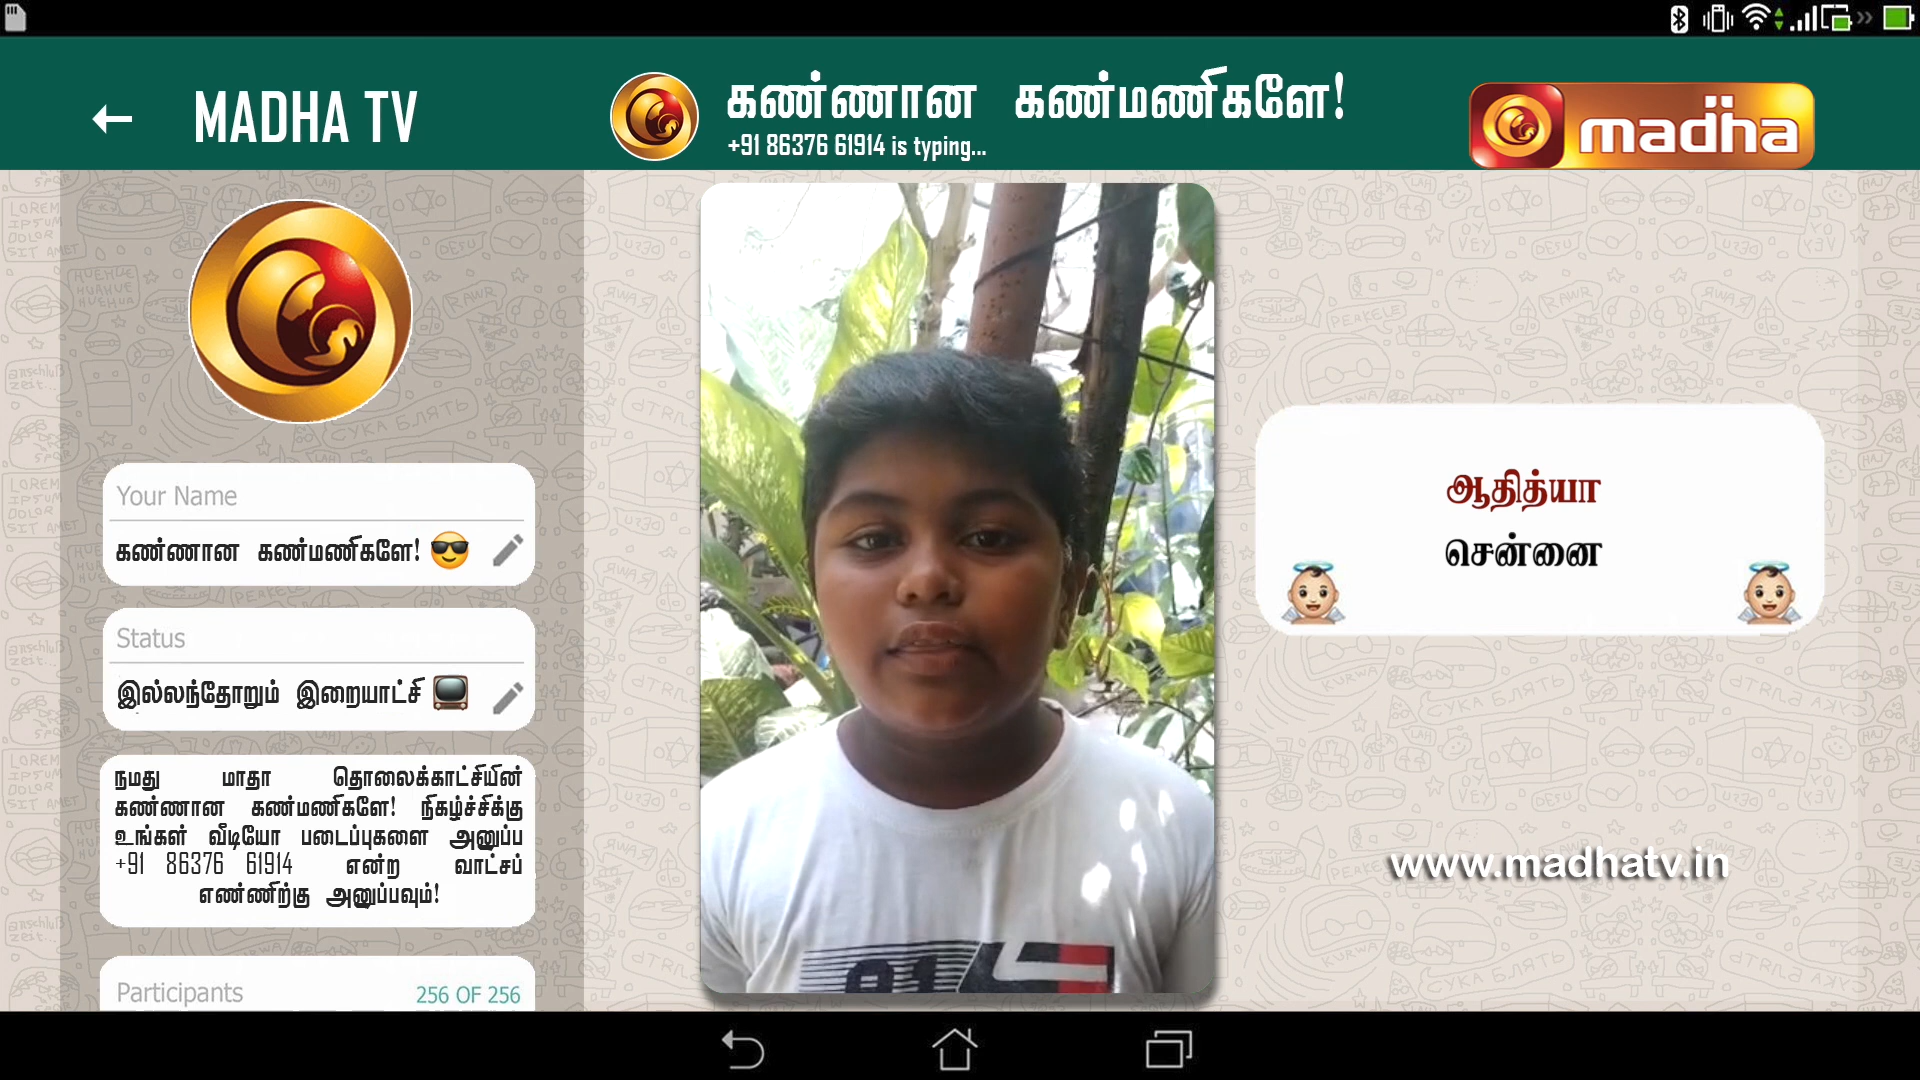 MADHA TV
கண்ணான கண்மணிகளே!
+91 86376 61914 is typing...
madha
Your Name
கண்ணான கண்மணிகளே!
Status
இல்லந்தோறும் இறையாட்சி
நமது மாதா தொலைக்காட்சியின்
கண்ணான கண்மணிகளே! நிகழ்ச்சிக்கு
உங்கள் வீடியோ படைப்புகளை அனுப்ப
+91 86376 61914 என்ற வாட்சப்
எண்ணிற்கு அனுப்பவும்!
Participants 256 OF 256
ஆதித்யா
சென்னை
www.madhatv.in